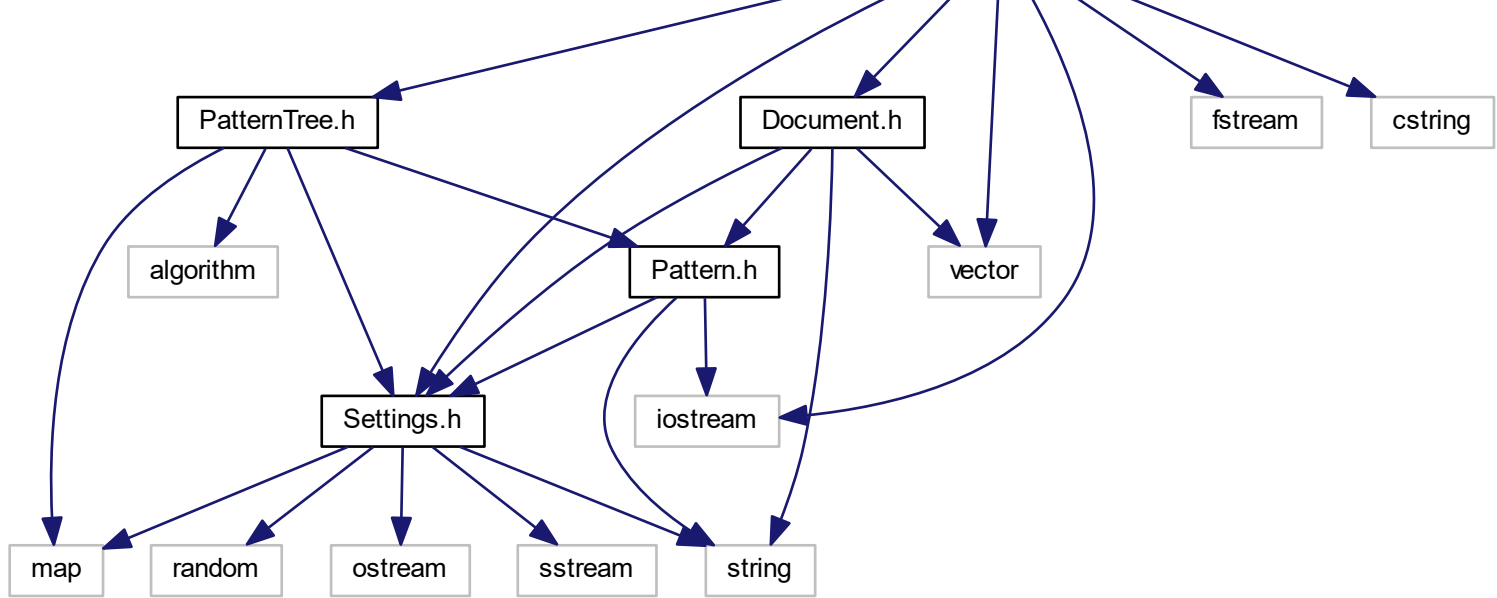 PatternTree.h
Document.h
fstream
cstring
algorithm
Pattern.h
vector
Settings.h
iostream
map
random
ostream
sstream
string